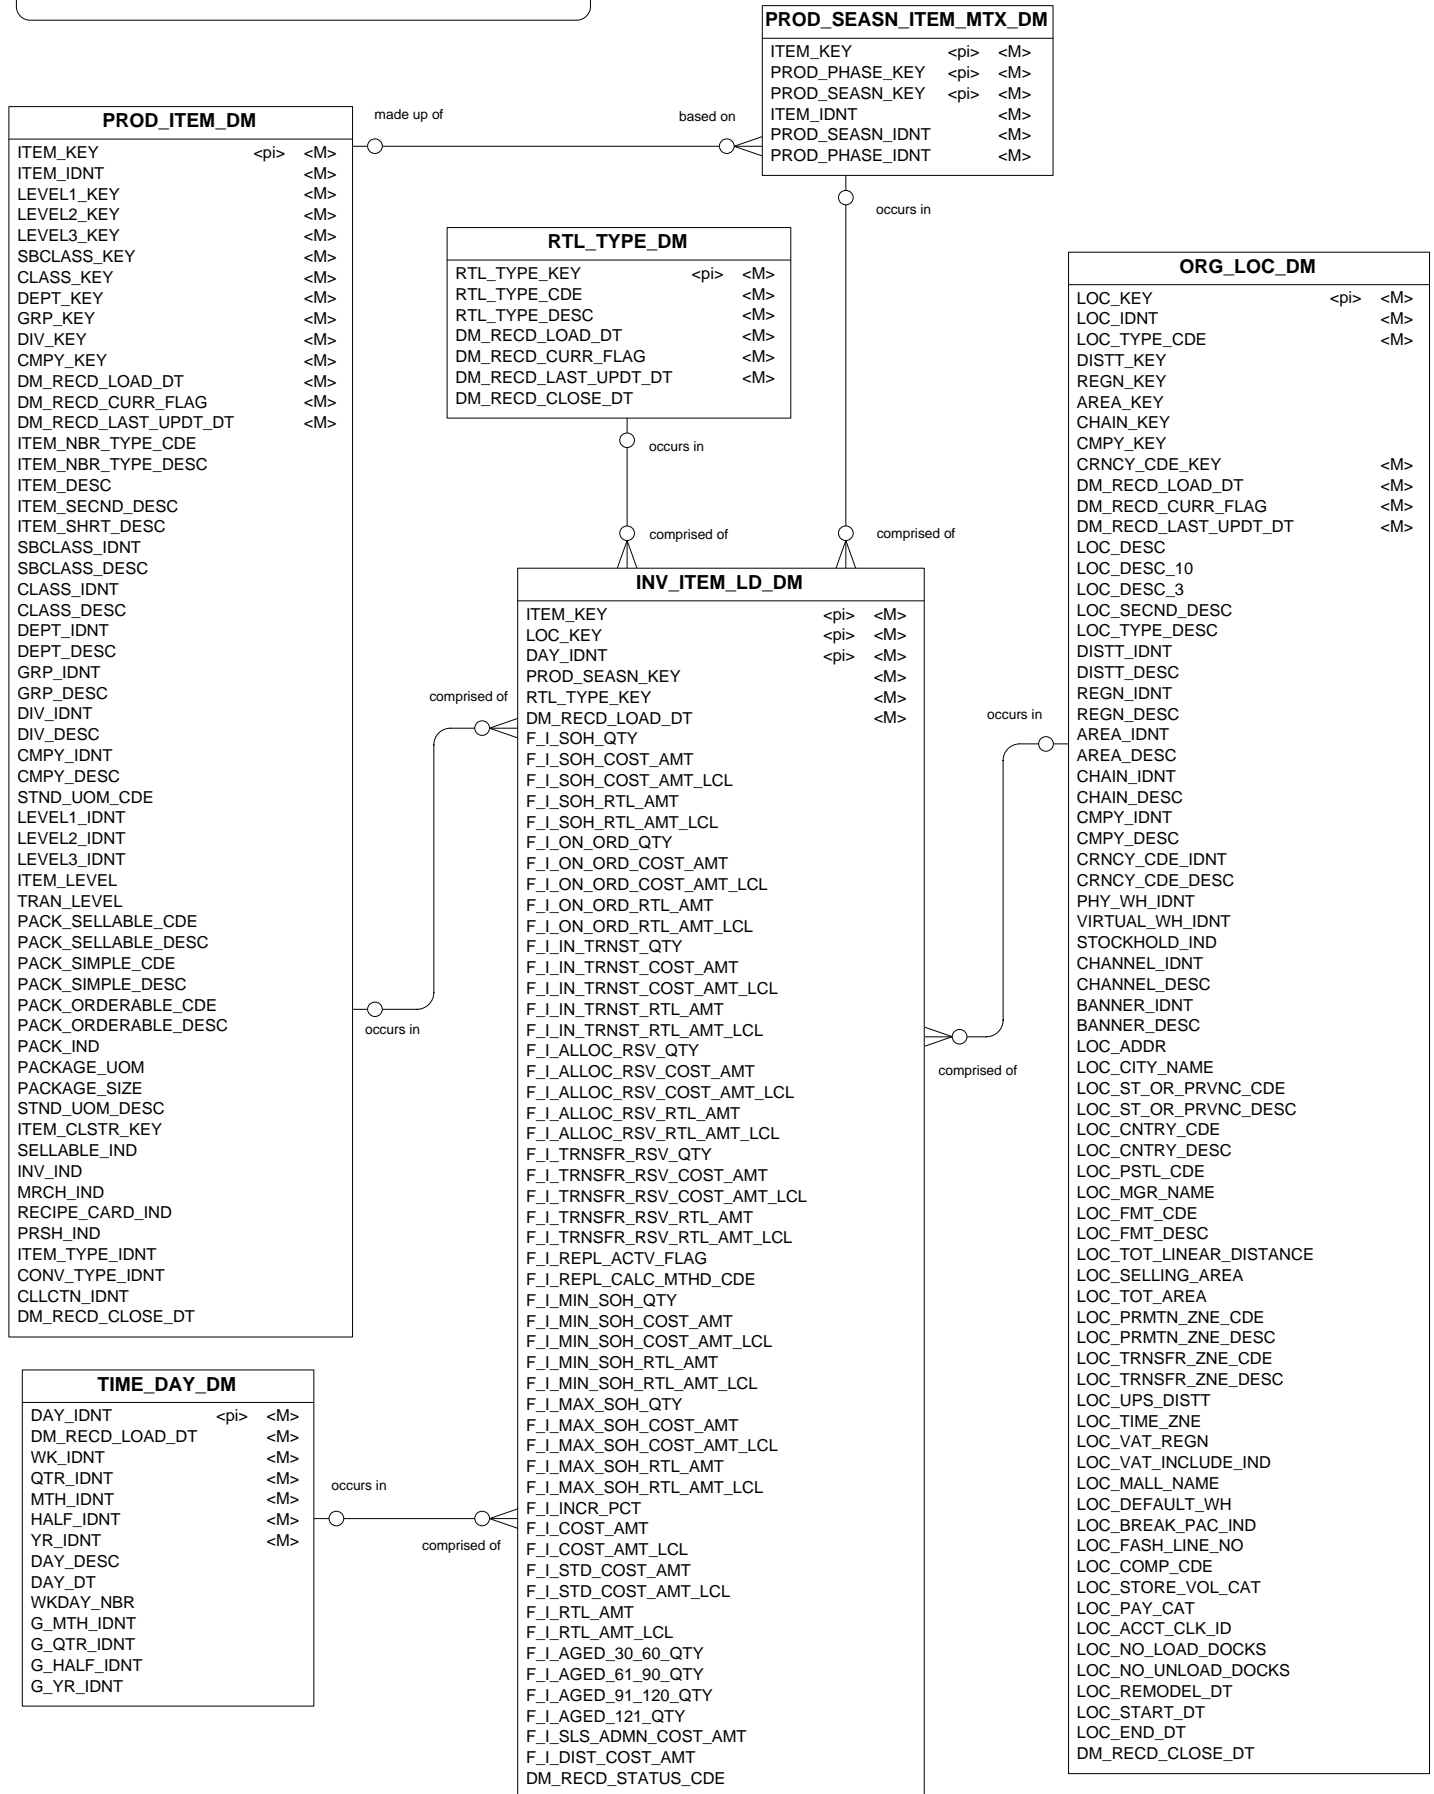 PROD_SEASN_ITEM_MTX_DM
ITEM_KEY <pi> <M>
PROD_PHASE_KEY <pi> <M>
PROD_SEASN_KEY <pi> <M>
ITEM_IDNT <M>
PROD_SEASN_IDNT <M>
PROD_PHASE_IDNT <M>
made up of
based on
occurs in
PROD_ITEM_DM
ITEM_KEY <pi> <M>
ITEM_IDNT <M>
LEVEL1_KEY <M>
LEVEL2_KEY <M>
LEVEL3_KEY <M>
SBCLASS_KEY <M>
CLASS_KEY <M>
DEPT_KEY <M>
GRP_KEY <M>
DIV_KEY <M>
CMPY_KEY <M>
DM_RECD_LOAD_DT <M>
DM_RECD_CURR_FLAG <M>
DM_RECD_LAST_UPDT_DT <M>
ITEM_NBR_TYPE_CDE
ITEM_NBR_TYPE_DESC
ITEM_DESC
ITEM_SECND_DESC
ITEM_SHRT_DESC
SBCLASS_IDNT
SBCLASS_DESC
CLASS_IDNT
CLASS_DESC
DEPT_IDNT
DEPT_DESC
GRP_IDNT
GRP_DESC
DIV_IDNT
DIV_DESC
CMPY_IDNT
CMPY_DESC
STND_UOM_CDE
LEVEL1_IDNT
LEVEL2_IDNT
LEVEL3_IDNT
ITEM_LEVEL
TRAN_LEVEL
PACK_SELLABLE_CDE
PACK_SELLABLE_DESC
PACK_SIMPLE_CDE
PACK_SIMPLE_DESC
PACK_ORDERABLE_CDE
PACK_ORDERABLE_DESC
PACK_IND
PACKAGE_UOM
PACKAGE_SIZE
STND_UOM_DESC
ITEM_CLSTR_KEY
SELLABLE_IND
INV_IND
MRCH_IND
RECIPE_CARD_IND
PRSH_IND
ITEM_TYPE_IDNT
CONV_TYPE_IDNT
CLLCTN_IDNT
DM_RECD_CLOSE_DT
RTL_TYPE_DM
RTL_TYPE_KEY <pi> <M>
RTL_TYPE_CDE <M>
RTL_TYPE_DESC <M>
DM_RECD_LOAD_DT <M>
DM_RECD_CURR_FLAG <M>
DM_RECD_LAST_UPDT_DT <M>
DM_RECD_CLOSE_DT
occurs in
comprised of
comprised of
INV_ITEM_LD_DM
ITEM_KEY <pi> <M>
LOC_KEY <pi> <M>
DAY_IDNT <pi> <M>
PROD_SEASN_KEY <M>
RTL_TYPE_KEY <M>
DM_RECD_LOAD_DT <M>
F_I_SOH_QTY
F_I_SOH_COST_AMT
F_I_SOH_COST_AMT_LCL
F_I_SOH_RTL_AMT
F_I_SOH_RTL_AMT_LCL
F_I_ON_ORD_QTY
F_I_ON_ORD_COST_AMT
F_I_ON_ORD_COST_AMT_LCL
F_I_ON_ORD_RTL_AMT
F_I_ON_ORD_RTL_AMT_LCL
F_I_IN_TRNST_QTY
F_I_IN_TRNST_COST_AMT
F_I_IN_TRNST_COST_AMT_LCL
F_I_IN_TRNST_RTL_AMT
F_I_IN_TRNST_RTL_AMT_LCL
F_I_ALLOC_RSV_QTY
F_I_ALLOC_RSV_COST_AMT
F_I_ALLOC_RSV_COST_AMT_LCL
F_I_ALLOC_RSV_RTL_AMT
F_I_ALLOC_RSV_RTL_AMT_LCL
F_I_TRNSFR_RSV_QTY
F_I_TRNSFR_RSV_COST_AMT
F_I_TRNSFR_RSV_COST_AMT_LCL
F_I_TRNSFR_RSV_RTL_AMT
F_I_TRNSFR_RSV_RTL_AMT_LCL
F_I_REPL_ACTV_FLAG
F_I_REPL_CALC_MTHD_CDE
F_I_MIN_SOH_QTY
F_I_MIN_SOH_COST_AMT
F_I_MIN_SOH_COST_AMT_LCL
F_I_MIN_SOH_RTL_AMT
F_I_MIN_SOH_RTL_AMT_LCL
F_I_MAX_SOH_QTY
F_I_MAX_SOH_COST_AMT
F_I_MAX_SOH_COST_AMT_LCL
F_I_MAX_SOH_RTL_AMT
F_I_MAX_SOH_RTL_AMT_LCL
F_I_INCR_PCT
F_I_COST_AMT
F_I_COST_AMT_LCL
F_I_STD_COST_AMT
F_I_STD_COST_AMT_LCL
F_I_RTL_AMT
F_I_RTL_AMT_LCL
F_I_AGED_30_60_QTY
F_I_AGED_61_90_QTY
F_I_AGED_91_120_QTY
F_I_AGED_121_QTY
F_I_SLS_ADMN_COST_AMT
F_I_DIST_COST_AMT
DM_RECD_STATUS_CDE
comprised of
occurs in
occurs in
comprised of
ORG_LOC_DM
LOC_KEY <pi> <M>
LOC_IDNT <M>
LOC_TYPE_CDE <M>
DISTT_KEY
REGN_KEY
AREA_KEY
CHAIN_KEY
CMPY_KEY
CRNCY_CDE_KEY <M>
DM_RECD_LOAD_DT <M>
DM_RECD_CURR_FLAG <M>
DM_RECD_LAST_UPDT_DT <M>
LOC_DESC
LOC_DESC_10
LOC_DESC_3
LOC_SECND_DESC
LOC_TYPE_DESC
DISTT_IDNT
DISTT_DESC
REGN_IDNT
REGN_DESC
AREA_IDNT
AREA_DESC
CHAIN_IDNT
CHAIN_DESC
CMPY_IDNT
CMPY_DESC
CRNCY_CDE_IDNT
CRNCY_CDE_DESC
PHY_WH_IDNT
VIRTUAL_WH_IDNT
STOCKHOLD_IND
CHANNEL_IDNT
CHANNEL_DESC
BANNER_IDNT
BANNER_DESC
LOC_ADDR
LOC_CITY_NAME
LOC_ST_OR_PRVNC_CDE
LOC_ST_OR_PRVNC_DESC
LOC_CNTRY_CDE
LOC_CNTRY_DESC
LOC_PSTL_CDE
LOC_MGR_NAME
LOC_FMT_CDE
LOC_FMT_DESC
LOC_TOT_LINEAR_DISTANCE
LOC_SELLING_AREA
LOC_TOT_AREA
LOC_PRMTN_ZNE_CDE
LOC_PRMTN_ZNE_DESC
LOC_TRNSFR_ZNE_CDE
LOC_TRNSFR_ZNE_DESC
LOC_UPS_DISTT
LOC_TIME_ZNE
LOC_VAT_REGN
LOC_VAT_INCLUDE_IND
LOC_MALL_NAME
LOC_DEFAULT_WH
LOC_BREAK_PAC_IND
LOC_FASH_LINE_NO
LOC_COMP_CDE
LOC_STORE_VOL_CAT
LOC_PAY_CAT
LOC_ACCT_CLK_ID
LOC_NO_LOAD_DOCKS
LOC_NO_UNLOAD_DOCKS
LOC_REMODEL_DT
LOC_START_DT
LOC_END_DT
DM_RECD_CLOSE_DT
TIME_DAY_DM
DAY_IDNT <pi> <M>
DM_RECD_LOAD_DT <M>
WK_IDNT <M>
QTR_IDNT <M>
MTH_IDNT <M>
HALF_IDNT <M>
YR_IDNT <M>
DAY_DESC
DAY_DT
WKDAY_NBR
G_MTH_IDNT
G_QTR_IDNT
G_HALF_IDNT
G_YR_IDNT
occurs in
comprised of